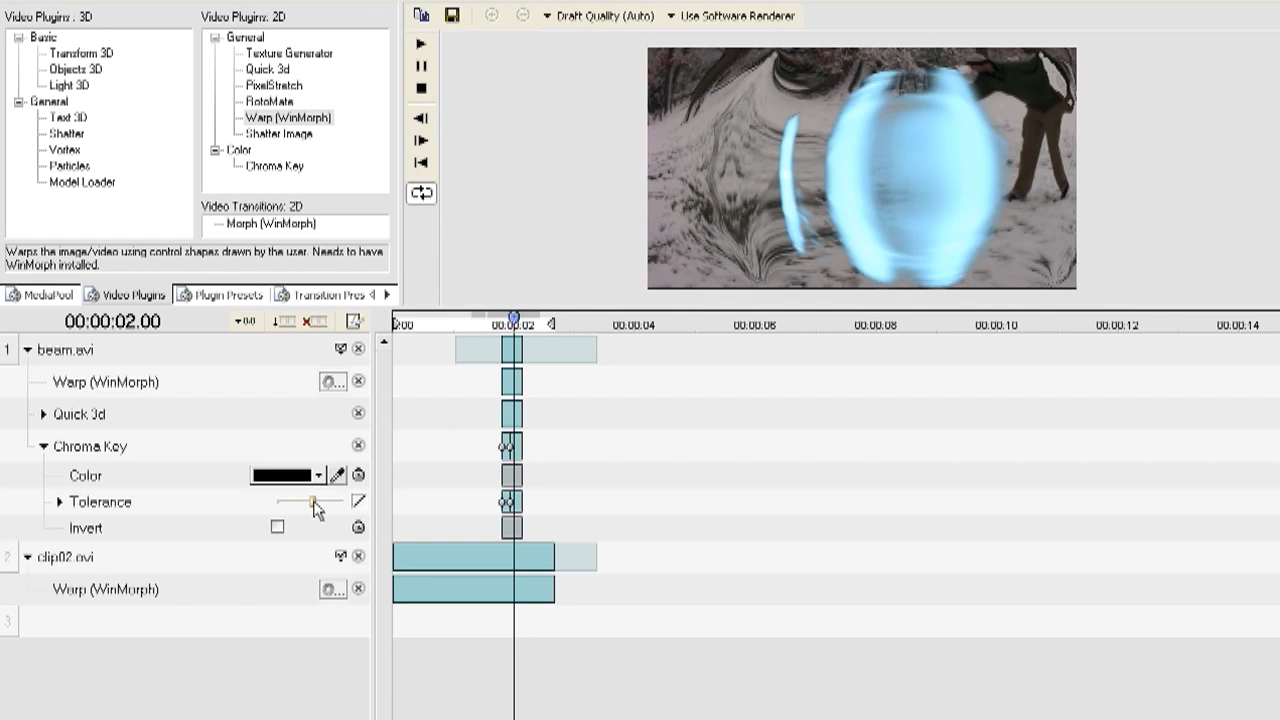 Video Plugins : 3D
Basic
Transform 3D
Objects 3D
Light 3D
General
Text 3D
Shatter
Vortex
Particles
Model Loader
Video Plugins: 2D
General
Texture Generator
Quick 3d
PixelStretch
RotoMate
Warp (WinMorph)
Shatter Image
Color
Chroma Key
Video Transitions: 2D
Morph (WinMorph)
Warps the image/video using control shapes drawn by the user. Needs to have
WinMorph installed.
MediaPool
Video Plugins
Plugin Presets
Transition Pres
Draft Quality (Auto)
Use Software Renderer
00:00:02.00
:00
00:00:02
00:00:04
00:00:06
00:00:08
00:00:10
00:00:12
00:00:14
1
beam.avi
Warp (WinMorph)
Quick 3d
Chroma Key
Color
Tolerance
Invert
2
clip02.avi
Warp (WinMorph)
3